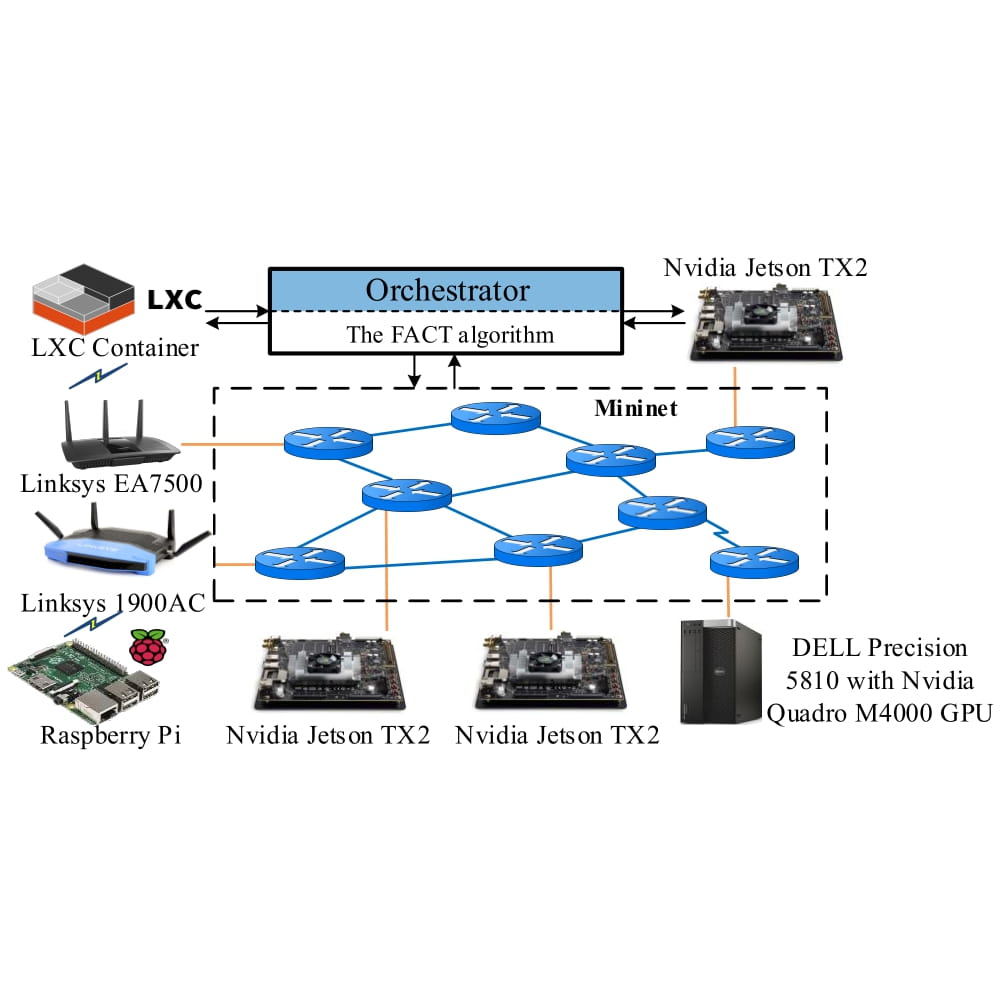 Nvidia Jetson TX2
Orchestrator
The FACT algorithm
LXC
LXC Container
Mininet
Linksys EA7500
Linksys 1900AC
Raspberry Pi
Nvidia Jetson TX2
Nvidia Jetson TX2
DELL Precision
5810 with Nvidia
Quadro M4000 GPU